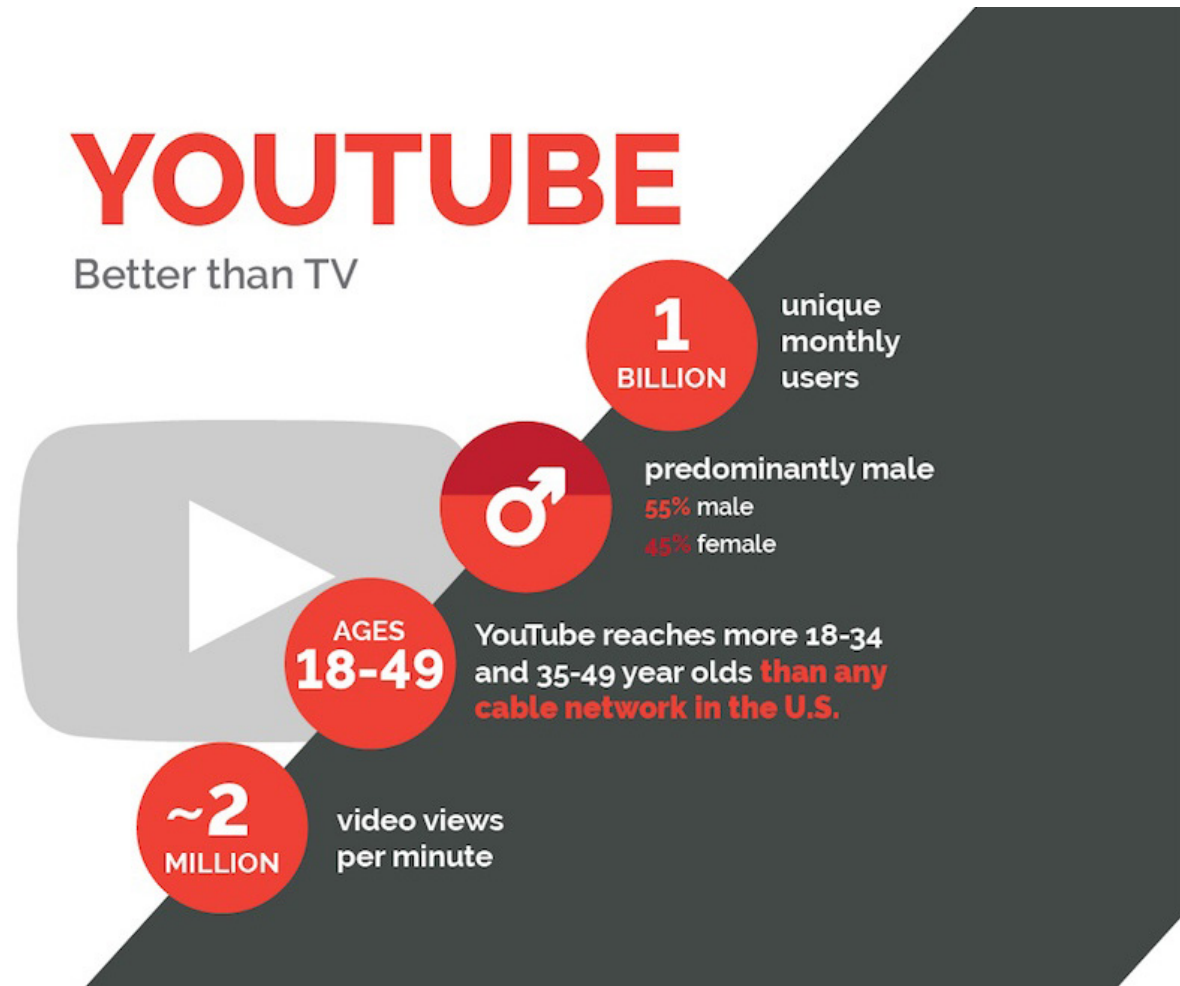 YOUTUBE
Better than TV
1
BILLION
unique
monthly
users
predominantly male
55% male
45% female
AGES
18-49
YouTube reaches more 18-34
and 35-49 year olds than any
cable network in the U.S.
~2
MILLION
video views
per minute